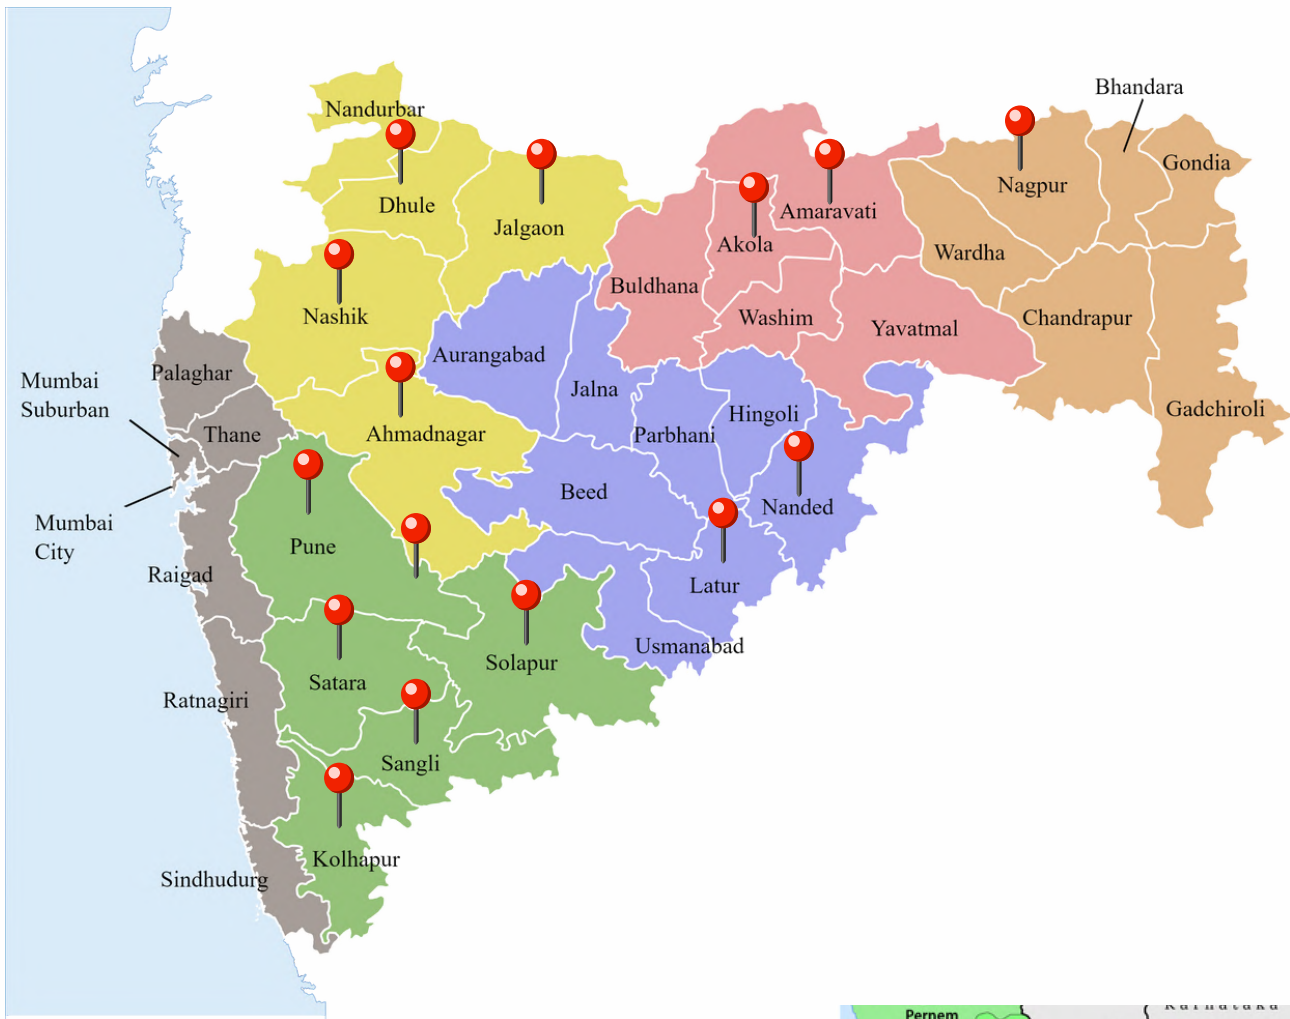 Bhandara
Nandurbar
Gondia
Nagpur
Dhule
Amaravati
Jalgaon
Akola
Wardha
Buldhana
Nashik
Washim
Yavatmal
Chandrapur
Aurangabad
Palaghar
Mumbai
Suburban
Jalna
Hingoli
Gadchiroli
Thane
Ahmadnagar
Parbhani
Beed
Nanded
Mumbai
City
Pune
Raigad
Latur
Usmanabad
Solapur
Satara
Ratnagiri
Sangli
Kolhapur
Sindhudurg
Karnataka
Pernem